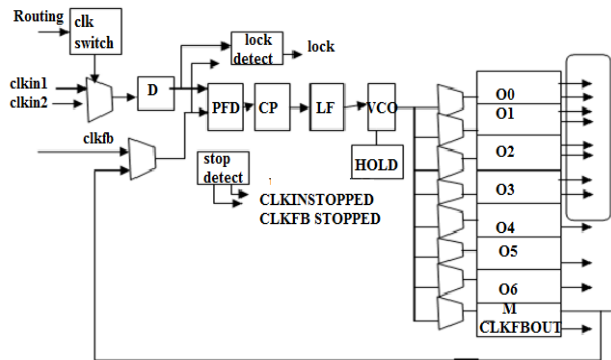 Routing
clk
switch
clkin1
clkin2
D
lock
detect
lock
PFD
CP
LF
VCO
HOLD
clkfb
stop
detect
CLKINSTOPPED
CLKFB STOPPED
O0
O1
O2
O3
O4
O5
O6
M
CLKFBOUT